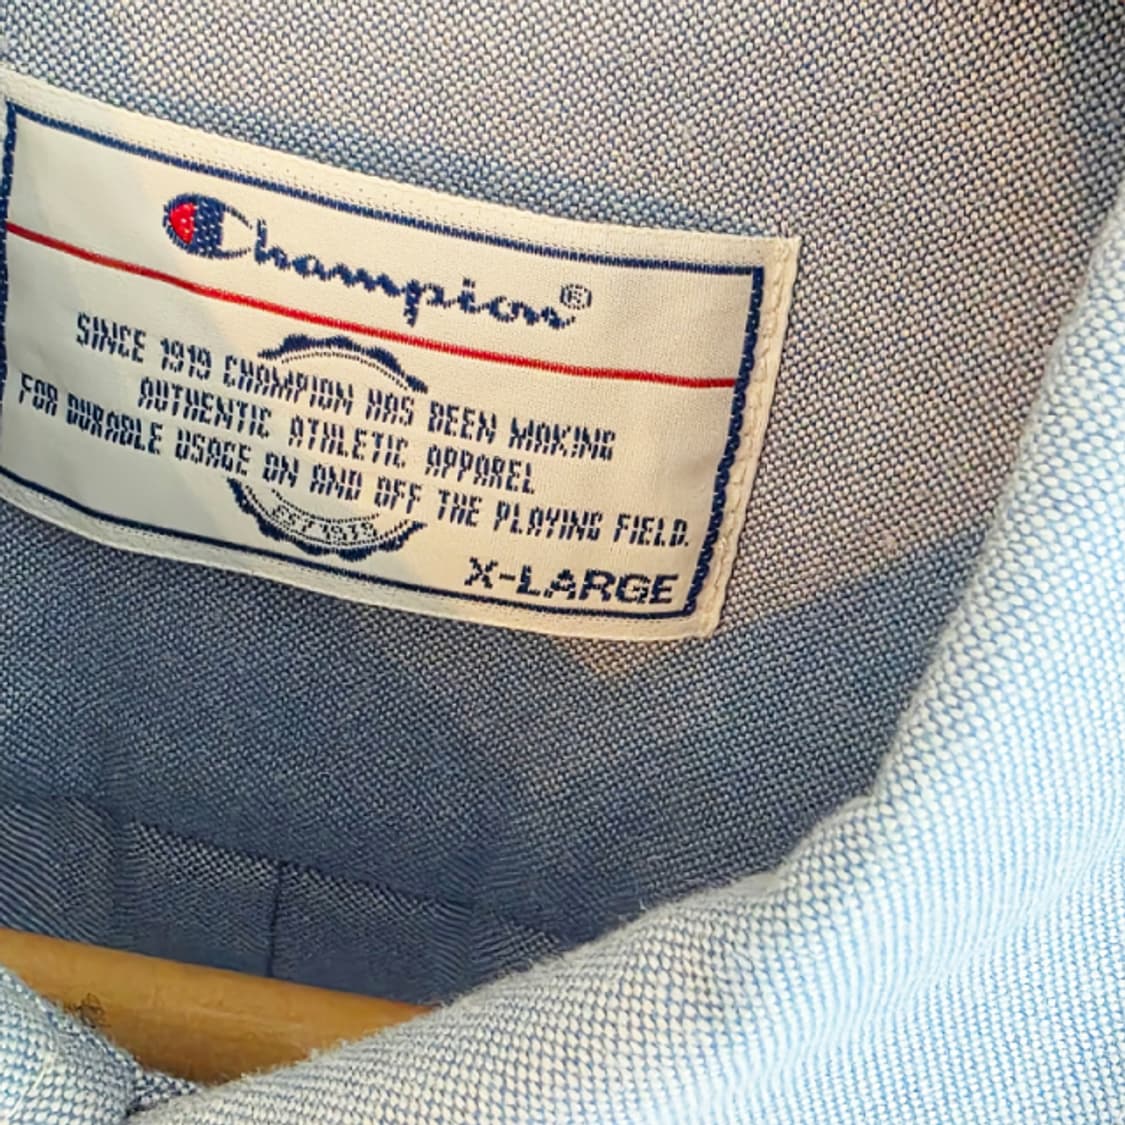 Champion®
SINCE 1919 CHAMPION HAS BEEN MAKING
AUTHENTIC ATHLETIC APPAREL
FOR DURABLE USAGE ON AND OFF THE PLAYING FIELD.
X-LARGE